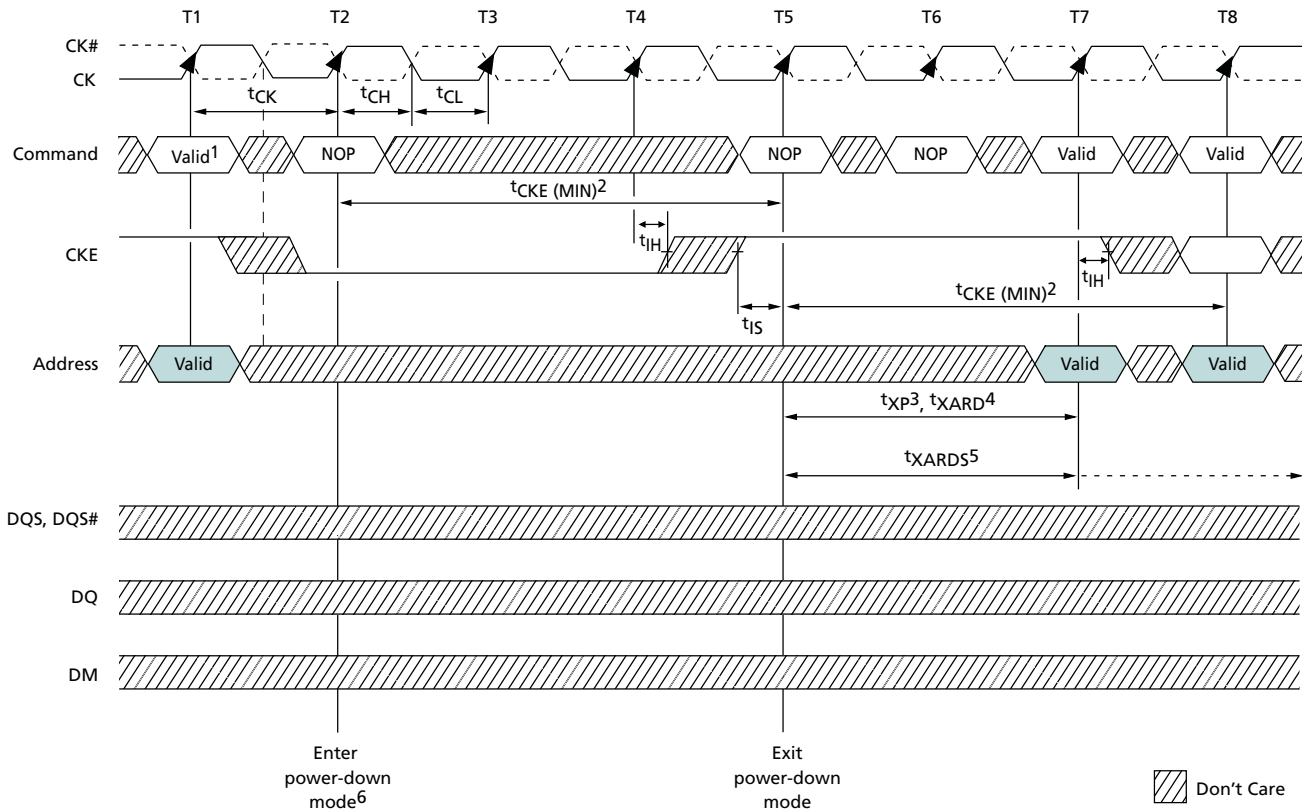 T1 T2 T3 T4 T5 T6 T7 T8
CK#
CK
tCK tCH tCL
Command Valid1 NOP NOP NOP Valid Valid
tCKE (MIN)2
CKE tIH tIH
tCKE (MIN)2
tIS
Address Valid Valid Valid
tXP3, tXARD4
tXARDS5
DQS, DQS#
DQ
DM
Enter
power-down
mode6
Exit
power-down
mode
Don't Care